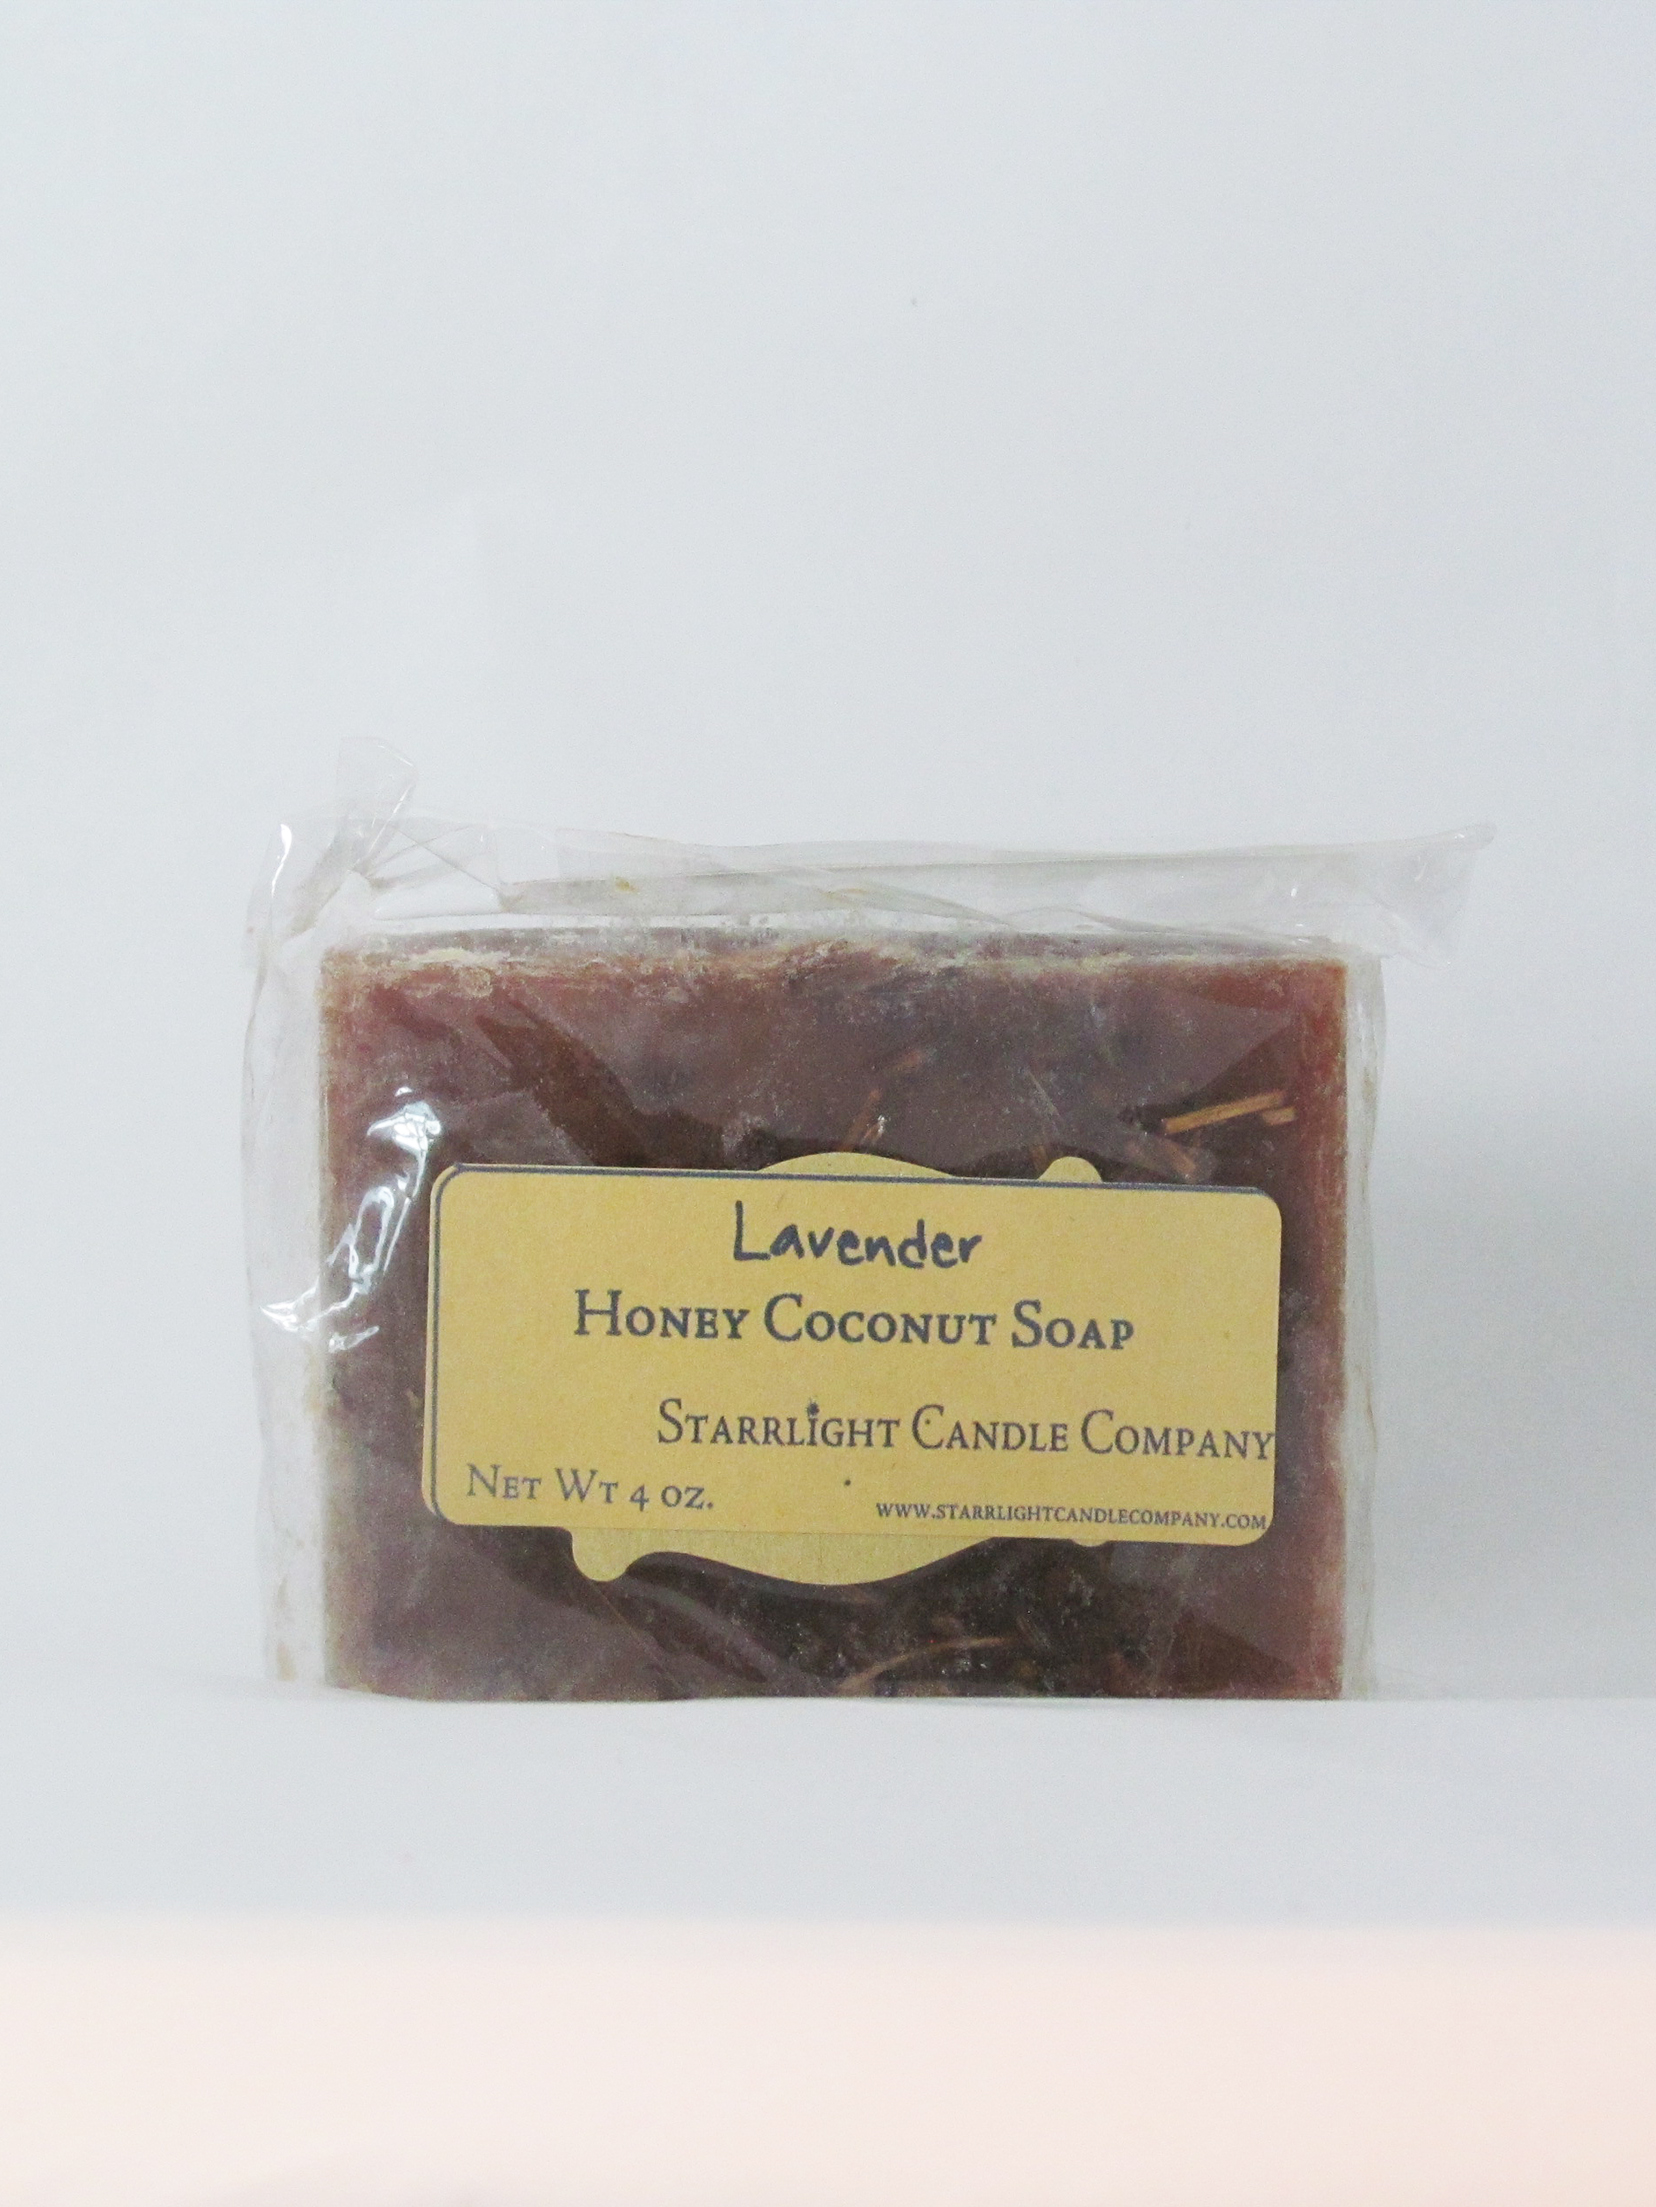 Lavender
Honey Coconut Soap
Starrlight Candle Company
Net Wt 4 oz.
www.starrlightcandlecompany.com